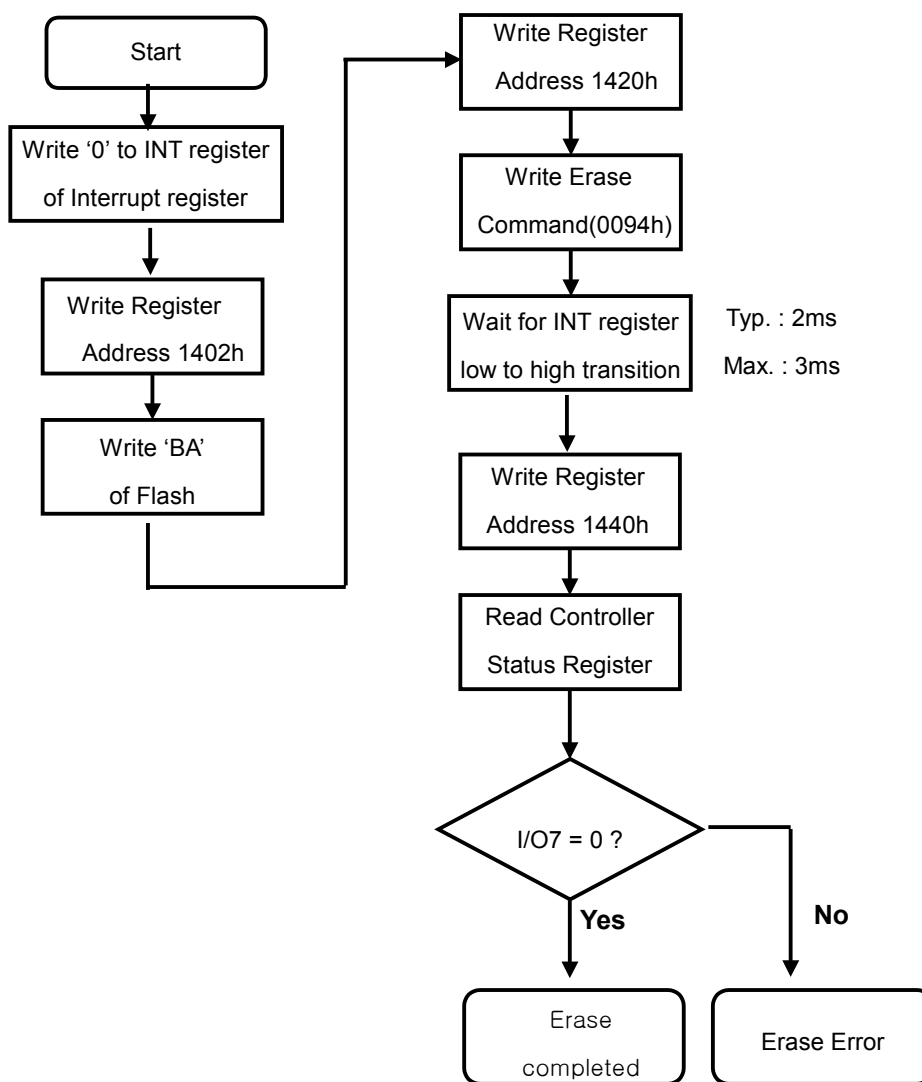 Start
Write ‘0’ to INT register
of Interrupt register
Write Register
Address 1402h
Write ‘BA’
of Flash
Write Register
Address 1420h
Write Erase
Command(0094h)
Wait for INT register
low to high transition
Typ. : 2ms
Max. : 3ms
Write Register
Address 1440h
Read Controller
Status Register
I/O7 = 0 ?
Yes
No
Erase
completed
Erase Error